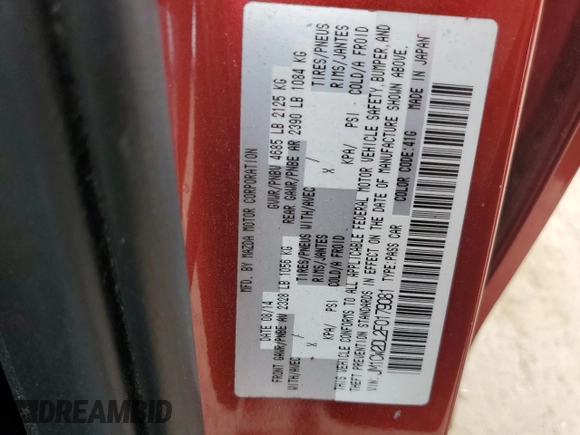 MFD. BY MAZDA MOTOR CORPORATION
DATE 08/14 GVWR/PNBV 4685 LB 2125 KG
FRONT GAWR/PNBE AV 2328 LB 1056 KG REAR GAWR/PNBE AR 2390 LB 1084 KG
WITH/AVEC TIRES/PNEUS WITH/AVEC TIRES/PNEUS
/ X RIMS/JANTES / X RIMS/JANTES
KPA/ PSI COLD/A FROID KPA/ PSI - COLD/A FROID
THIS VEHICLE CONFORMS TO ALL APPLICABLE FEDERAL MOTOR VEHICLE SAFETY, BUMPER, AND
THEFT PREVENTION STANDARDS IN EFFECT ON THE DATE OF MANUFACTURE SHOWN ABOVE.
VIN: JM1CW2DL2F0179081 TYPE:PASS CAR COLOR CODE:41G MADE IN JAPAN
DREAMBID